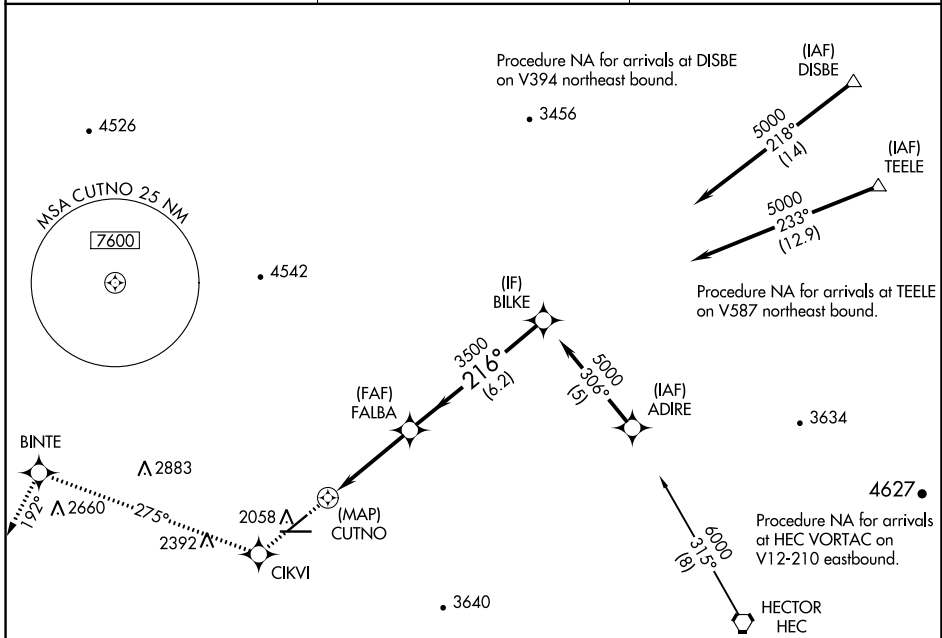 Procedure NA for arrivals at DISBE
on V394 northeast bound.
(IAF)
DISBE
4526
3456
5000
218°
(14)
(IAF)
TEELE
MSA CUTNO 25 NM
7600
5000
233°
(12.9)
4542
(IF)
BILKE
Procedure NA for arrivals at TEELE
on V587 northeast bound.
3500
216°
(6.2)
5000
306°
(5)
(FAF)
FALBA
(IAF)
ADIRE
3634
BINTE
2883
4627
192°
2660
275°
2058
(MAP)
CUTNO
2392
CIKVI
Procedure NA for arrivals
at HEC VORTAC on
V12-210 eastbound.
6000
315°
(8)
3640
HECTOR
HEC